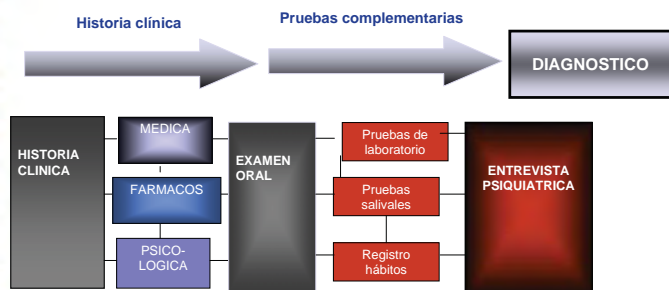 Historia clínica
Pruebas complementarias
DIAGNOSTICO
HISTORIA
CLINICA
MEDICA
FARMACOS
PSICO-
LOGICA
EXAMEN
ORAL
Pruebas de
laboratorio
Pruebas
salivales
Registro
hábitos
ENTREVISTA
PSIQUIATRICA